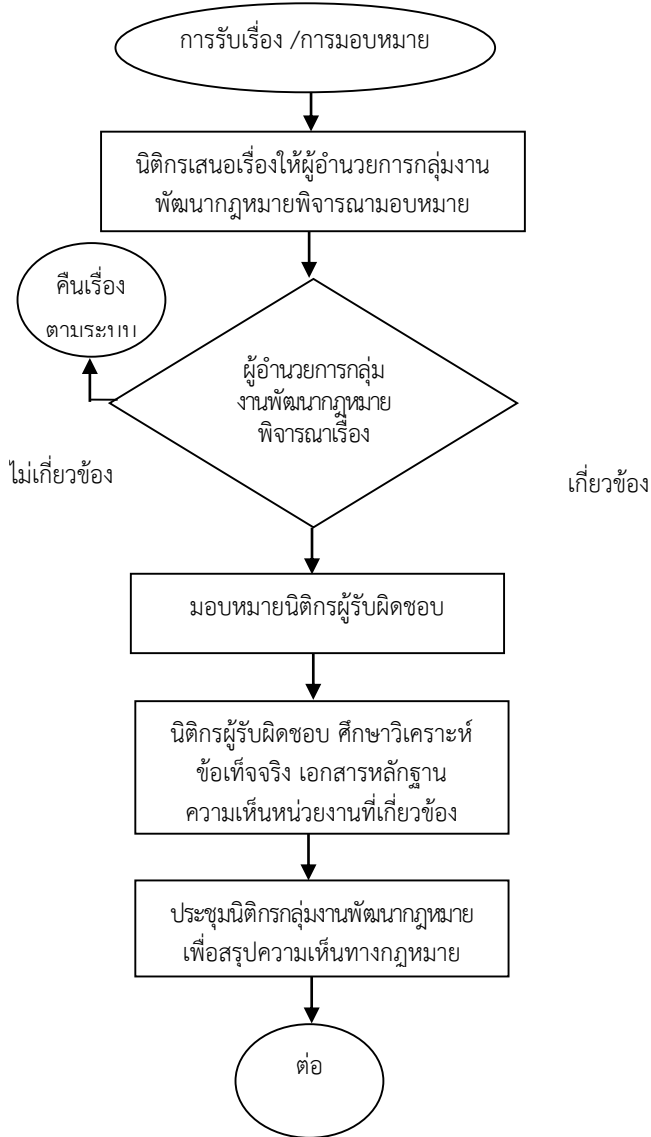 การรับเรื่อง /การมอบหมาย
นิติกรเสนอเรื่องให้ผู้อำนวยการกลุ่มงาน
พัฒนากฎหมายพิจารณามอบหมาย
คืนเรื่อง
ตามระบบ
ผู้อำนวยการกลุ่ม
งานพัฒนากฎหมาย
พิจารณาเรื่อง
ไม่เกี่ยวข้อง
เกี่ยวข้อง
มอบหมายนิติกรผู้รับผิดชอบ
นิติกรผู้รับผิดชอบ ศึกษาวิเคราะห์
ข้อเท็จจริง เอกสารหลักฐาน
ความเห็นหน่วยงานที่เกี่ยวข้อง
ประชุมนิติกรกลุ่มงานพัฒนากฎหมาย
เพื่อสรุปความเห็นทางกฎหมาย
ต่อ